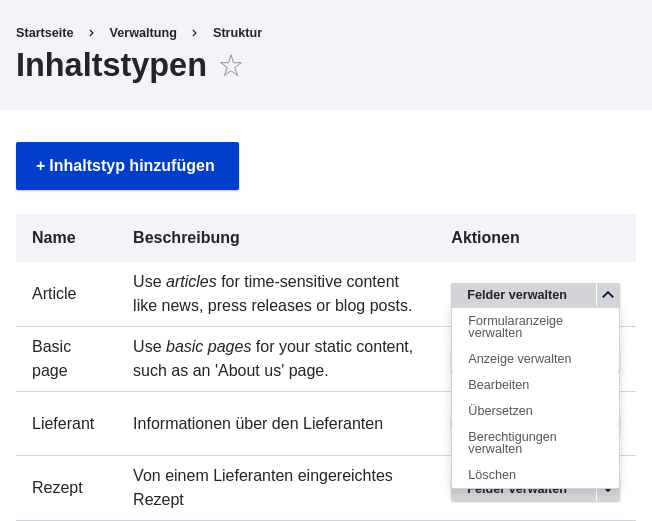 Startseite > Verwaltung > Struktur
Inhaltstypen ☆
+ Inhaltstyp hinzufügen
Name Beschreibung Aktionen
Article
Use articles for time-sensitive content
like news, press releases or blog posts.
Felder verwalten
Formularanzeige
verwalten
Anzeige verwalten
Bearbeiten
Übersetzen
Berechtigungen
verwalten
Löschen
Basic
page
Use basic pages for your static content,
such as an 'About us' page.
Lieferant
Informationen über den Lieferanten
Rezept
Von einem Lieferanten eingereichtes
Rezept
Felder verwalten